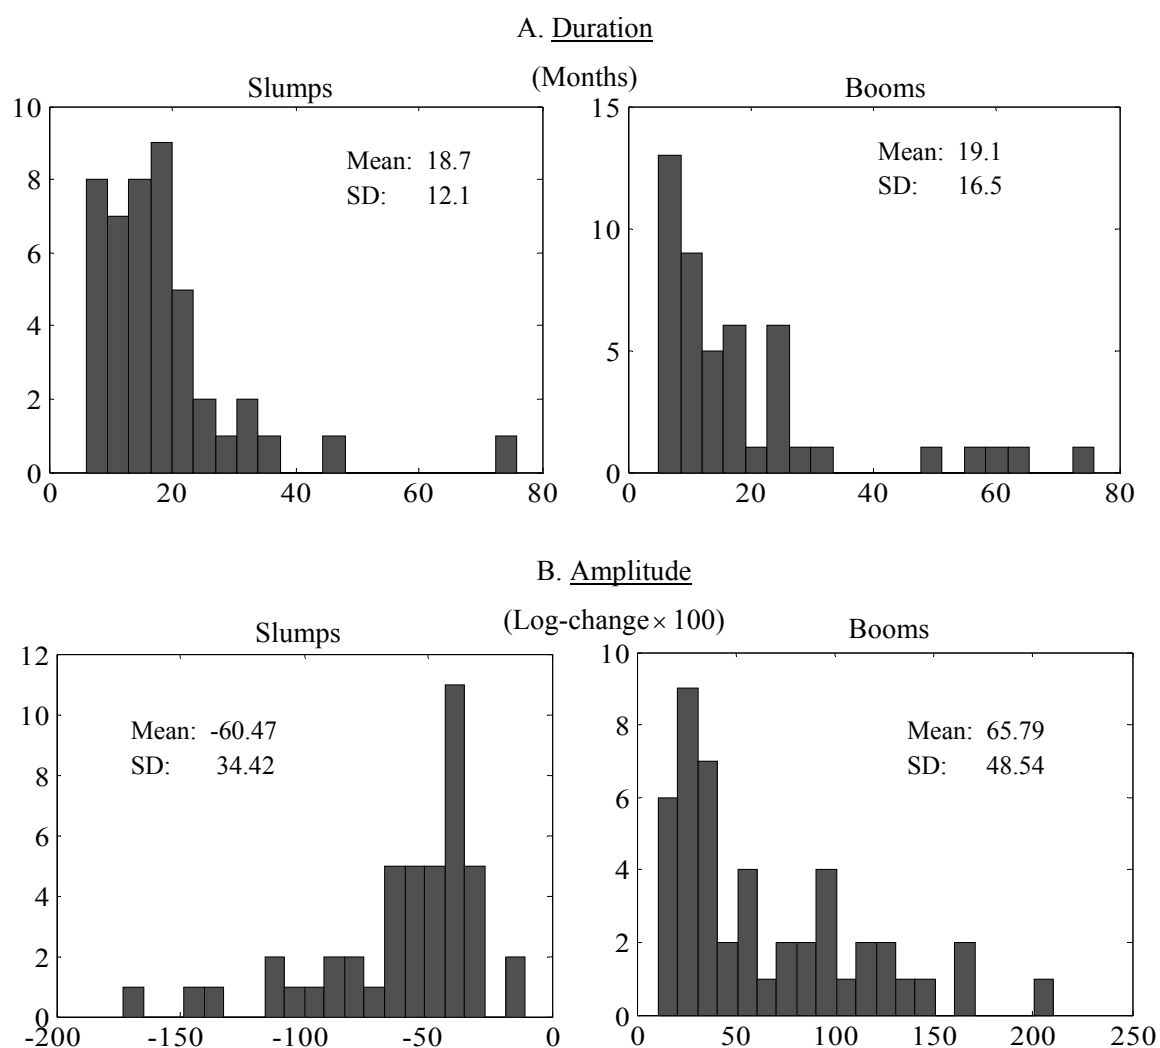 A. Duration
(Months)
Slumps
Booms
10
8
6
4
2
0
Mean: 18.7
SD: 12.1
0 20 40 60 80
15
10
5
0
Mean: 19.1
SD: 16.5
0 20 40 60 80
B. Amplitude
(Log-change × 100)
Slumps
Booms
12
10
8
6
4
2
0
Mean: -60.47
SD: 34.42
-200 -150 -100 -50 0
10
8
6
4
2
0
Mean: 65.79
SD: 48.54
0 50 100 150 200 250